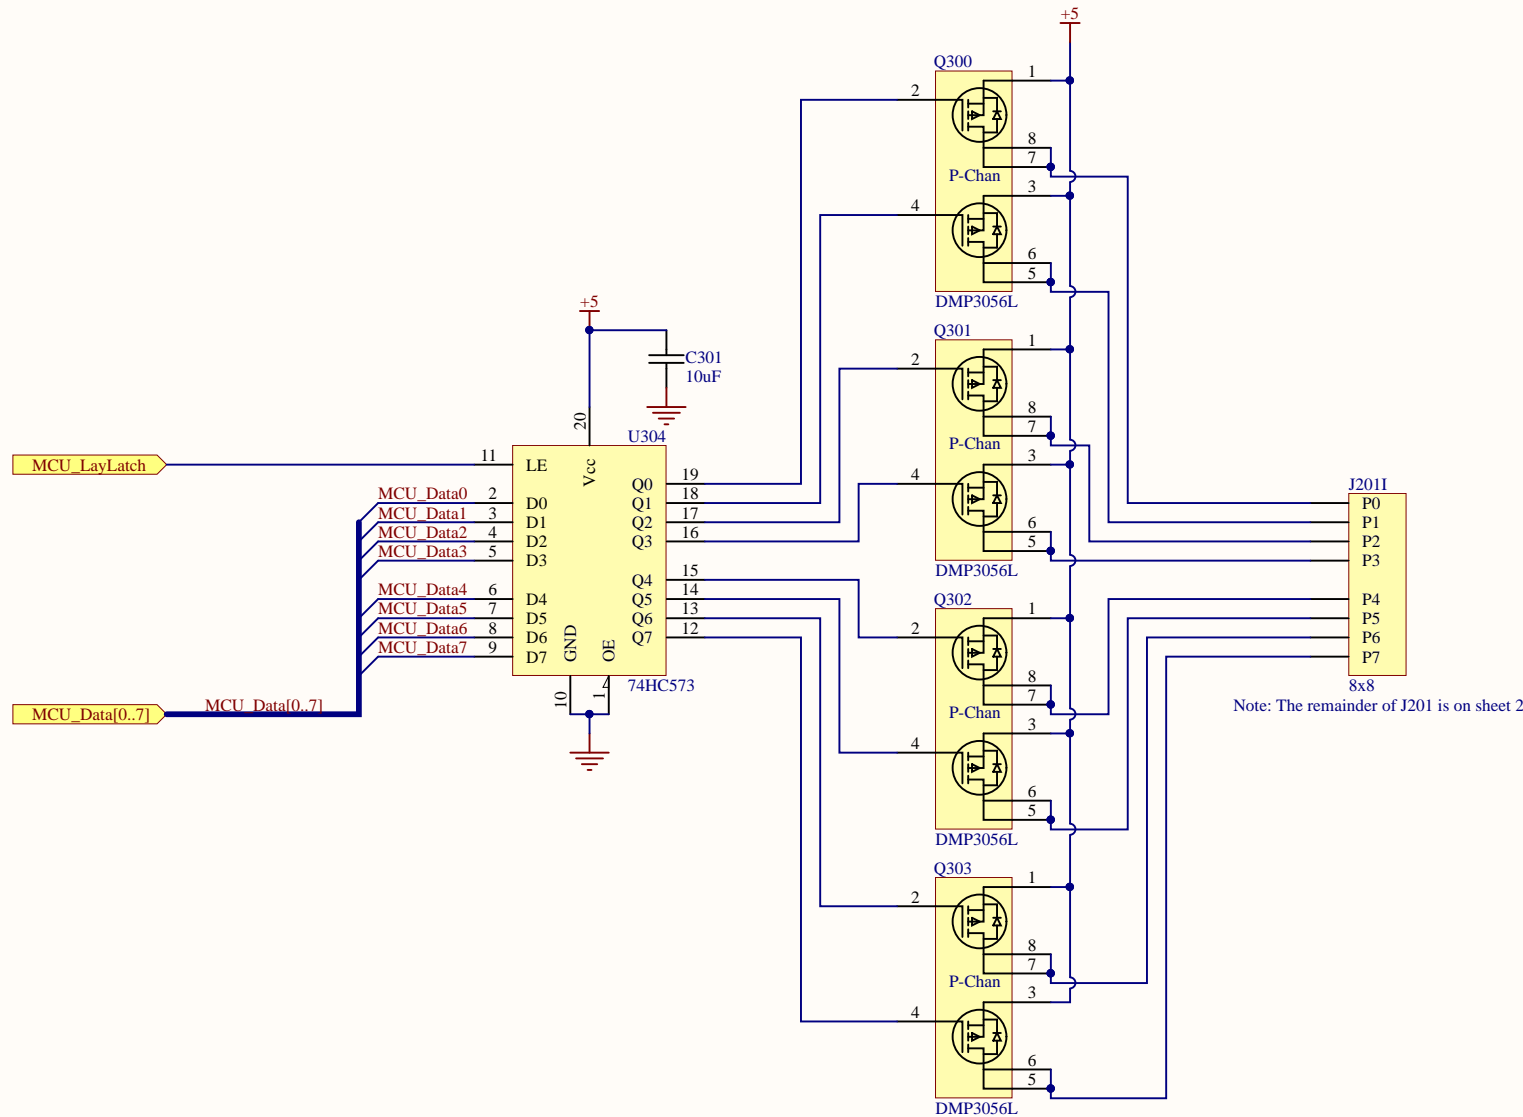 +5
Q300
1
2
8
7
P-Chan
3
4
6
5
DMP3056L
+5
Q301
1
C301
2
10uF
20
8
U304
7
P-Chan
MCU_LayLatch
11
LE
Vcc
3
Q0
19
4
J201I
MCU_Data0
2
D0
Q1
18
P0
MCU_Data1
3
D1
Q2
17
6
P1
MCU_Data2
4
D2
Q3
16
5
P2
MCU_Data3
5
D3
DMP3056L
P3
Q4
15
MCU_Data4
6
D4
Q5
14
Q302
P4
MCU_Data5
7
D5
Q6
13
1
P5
MCU_Data6
8
D6
GND
OE
Q7
12
2
P6
MCU_Data7
9
D7
P7
10
1
74HC573
8
8x8
MCU_Data[0..7]
MCU_Data[0..7]
7
P-Chan
Note: The remainder of J201 is on sheet 2
3
4
6
5
DMP3056L
Q303
1
2
8
7
P-Chan
3
4
6
5
DMP3056L